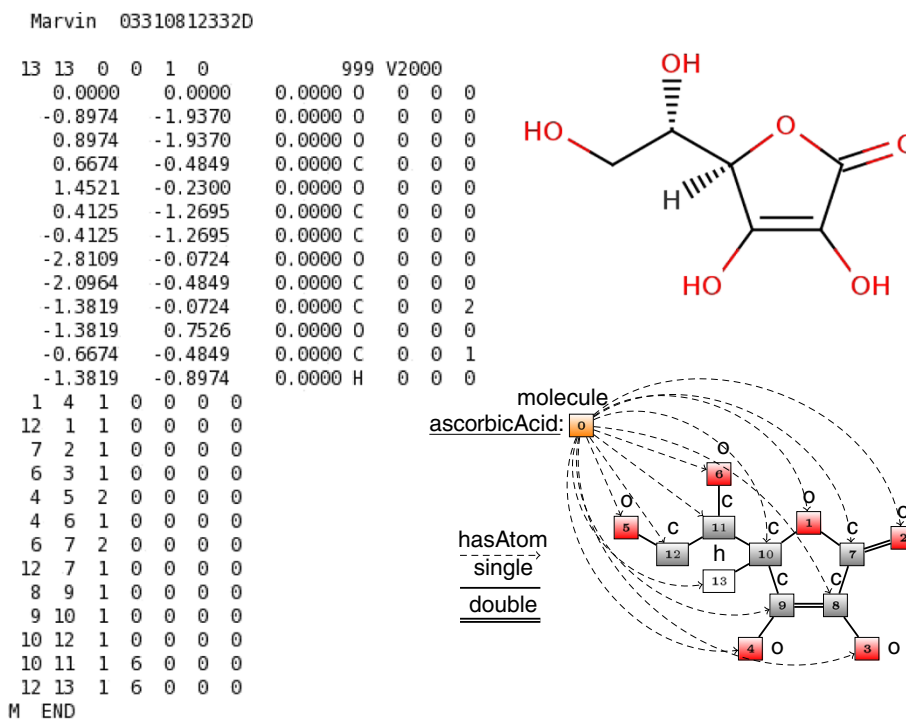 Marvin 03310812332D
13 13 0 0 1 0 999 V2000
0.0000 0.0000 0.0000 O 0 0 0
-0.8974 -1.9370 0.0000 O 0 0 0
0.8974 -1.9370 0.0000 O 0 0 0
0.6674 -0.4849 0.0000 C 0 0 0
1.4521 -0.2300 0.0000 O 0 0 0
0.4125 -1.2695 0.0000 C 0 0 0
-0.4125 -1.2695 0.0000 C 0 0 0
-2.8109 -0.0724 0.0000 O 0 0 0
-2.0964 -0.4849 0.0000 C 0 0 0
-1.3819 -0.0724 0.0000 C 0 0 2
-1.3819 0.7526 0.0000 O 0 0 0
-0.6674 -0.4849 0.0000 C 0 0 1
-1.3819 -0.8974 0.0000 H 0 0 0
1 4 1 0 0 0 0
12 1 1 0 0 0 0
7 2 1 0 0 0 0
6 3 1 0 0 0 0
4 5 2 0 0 0 0
4 6 1 0 0 0 0
6 7 2 0 0 0 0
12 7 1 0 0 0 0
8 9 1 0 0 0 0
9 10 1 0 0 0 0
10 12 1 0 0 0 0
10 11 1 6 0 0 0
12 13 1 6 0 0 0
M END
OH
HO O O
H
HO OH
molecule
ascorbicAcid: 0
o
6
o c o o
5 c 11 c 1 c 2
12 h 10 7
hasAtom
single 13 c c
double 9 8
4 o 3 o